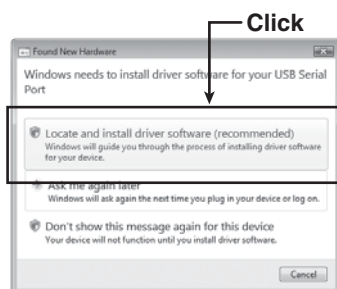 Click
Found New Hardware
Windows needs to install driver software for your USB Serial
Port
Locate and install driver software (recommended)
Windows will guide you through the process of installing driver software
for your device.
Ask me again later
Windows will ask again the next time you plug in your device or log on.
Don't show this message again for this device
Your device will not function until you install driver software.
Cancel